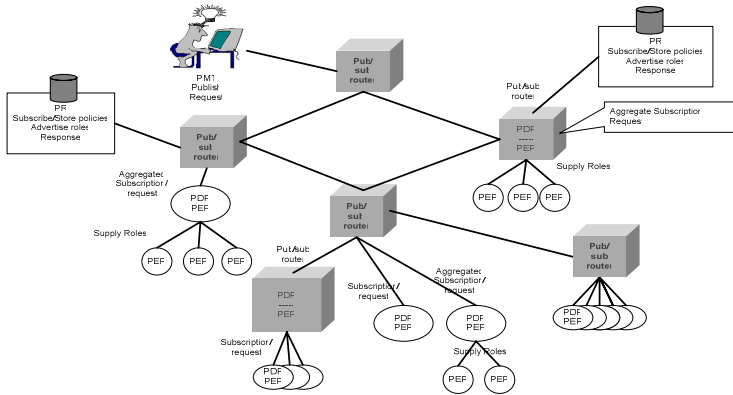 PMT
Publish
Request
Pub/
sub
router
PR
Subscribe/Store policies
Advertise roles
Response
Pub/sub
router
PDP
----
PEP
Aggregate Subscription
Request
Supply Roles
PEP
PEP
PEP
PR
Subscribe/Store policies
Advertise roles
Response
Pub/
sub
router
Aggregated
Subscription/
request
PDP
PEP
Supply Roles
PEP
PEP
PEP
Pub/
sub
router
Pub/
sub
router
Pub/sub
router
PDP
----
PEP
Subscription/
request
PDP
PEP
Subscription/
request
PDP
PEP
Aggregated
Subscription/
request
PDP
PEP
Supply Roles
PEP
PEP
PDP
PEP